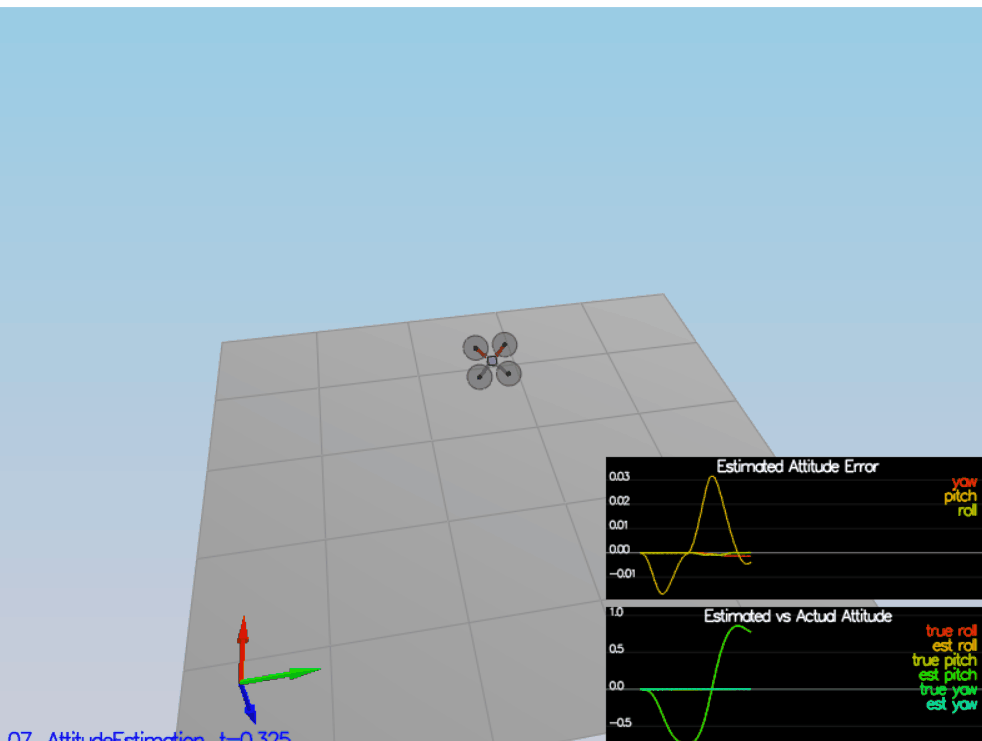 Estimated Attitude Error
0.03
yaw
pitch
0.02
roll
0.01
0.00
-0.01
1.0
Estimated vs Actual Attitude
true roll
est roll
0.5
true pitch
est pitch
0.0
true yaw
est yaw
-0.5
07_AttitudeEstimation t=0.325